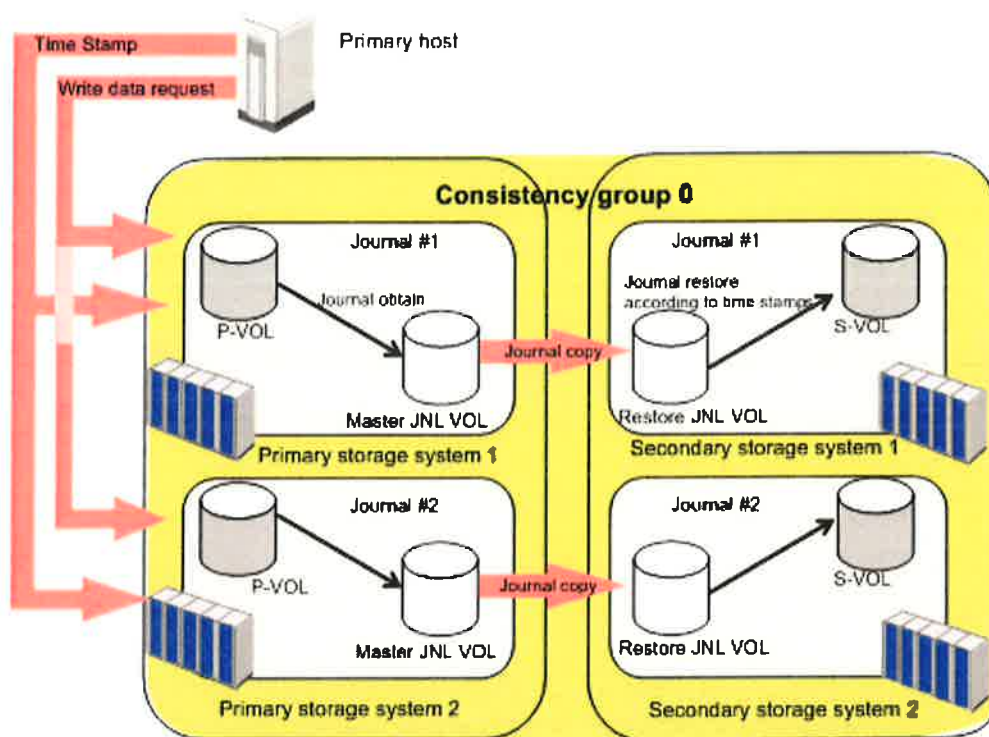 Time Stamp
Primary host
Write data request
Consistency group 0
Journal #1
P-VOL
Journal obtain
Master JNL VOL
Primary storage system 1
Journal copy
Journal #1
Journal restore
according to time stamps
S-VOL
Restore JNL VOL
Secondary storage system 1
Journal #2
P-VOL
Master JNL VOL
Primary storage system 2
Journal copy
Journal #2
S-VOL
Restore JNL VOL
Secondary storage system 2